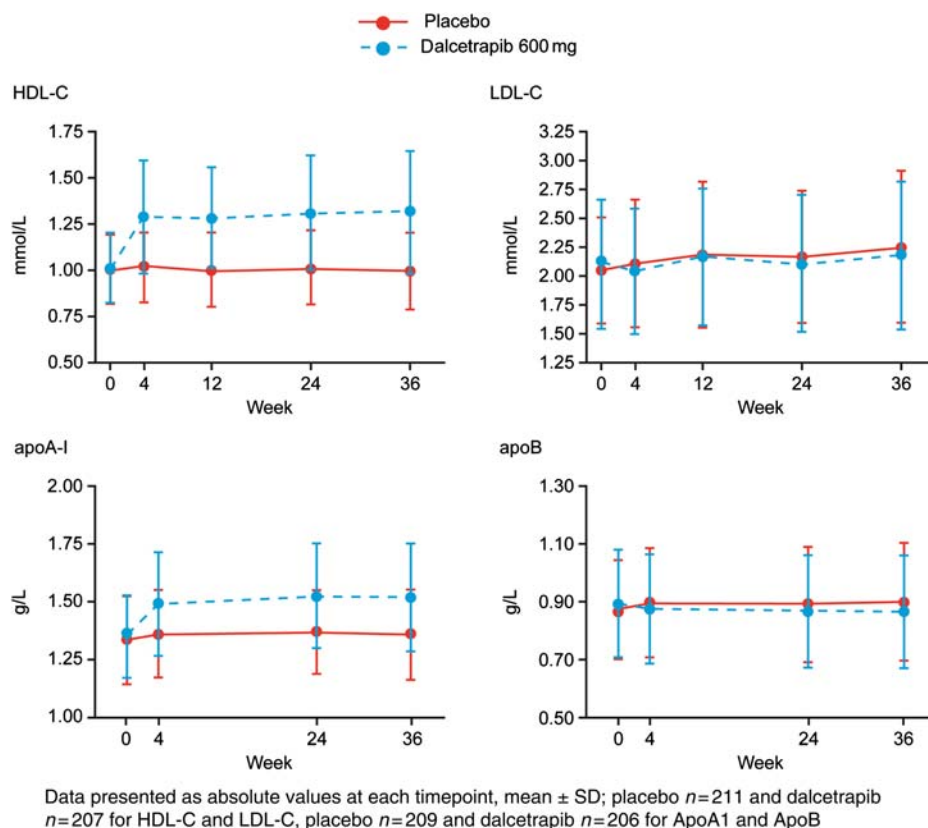 Placebo
Dalcetrapib 600 mg
HDL-C
1.75
1.50
1.25
1.00
0.75
0.50
mmol/L
0 4 12 24 36
Week
LDL-C
3.25
3.00
2.75
2.50
2.25
2.00
1.75
1.50
1.25
mmol/L
0 4 12 24 36
Week
apoA-I
2.00
1.75
1.50
1.25
1.00
g/L
0 4 24 36
Week
apoB
1.30
1.10
0.90
0.70
0.50
g/L
0 4 24 36
Week
Data presented as absolute values at each timepoint, mean ± SD; placebo n=211 and dalcetrapib
n=207 for HDL-C and LDL-C, placebo n=209 and dalcetrapib n=206 for ApoA1 and ApoB